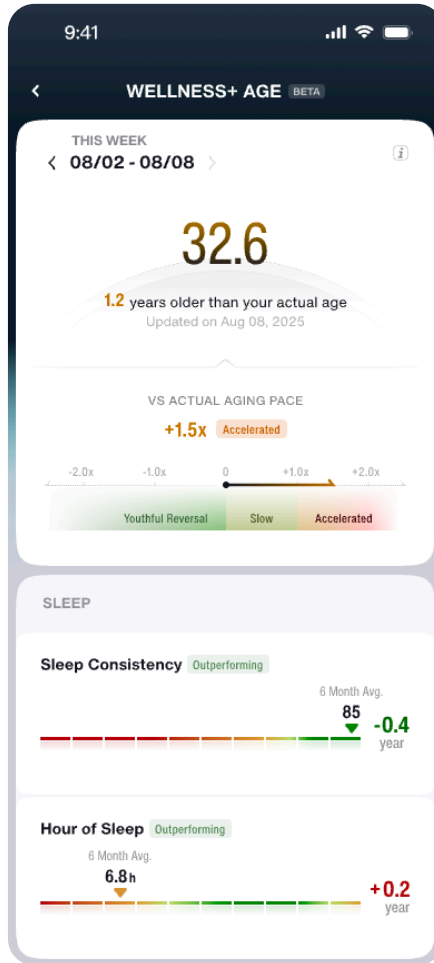 9:41
WELLNESS+ AGE BETA
THIS WEEK
08/02 - 08/08
i
32.6
1.2 years older than your actual age
Updated on Aug 08, 2025
VS ACTUAL AGING PACE
+1.5x Accelerated
-2.0x -1.0x 0 +1.0x +2.0x
Youthful Reversal Slow Accelerated
SLEEP
Sleep Consistency Outperforming
6 Month Avg.
85
-0.4
year
Hour of Sleep Outperforming
6 Month Avg.
6.8h
+0.2
year